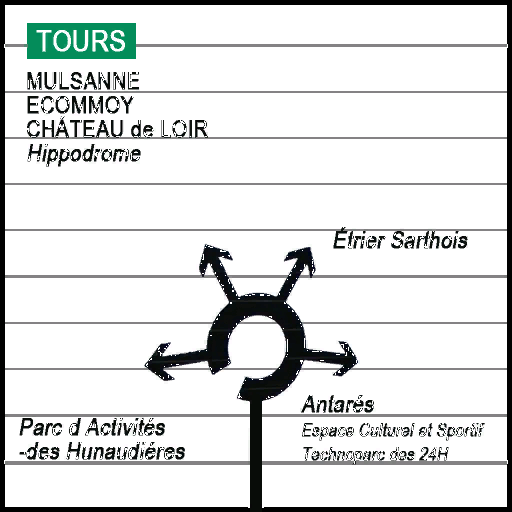 TOURS
MULSANNE
ECOMMOY
CHÁTEAU de LOIR
Hippodrome
Étrier Sarthois
Antarés
Espace Culturel et Sportif
Technoparc des 24H
Parc d Activités
-des Hunaudiéres